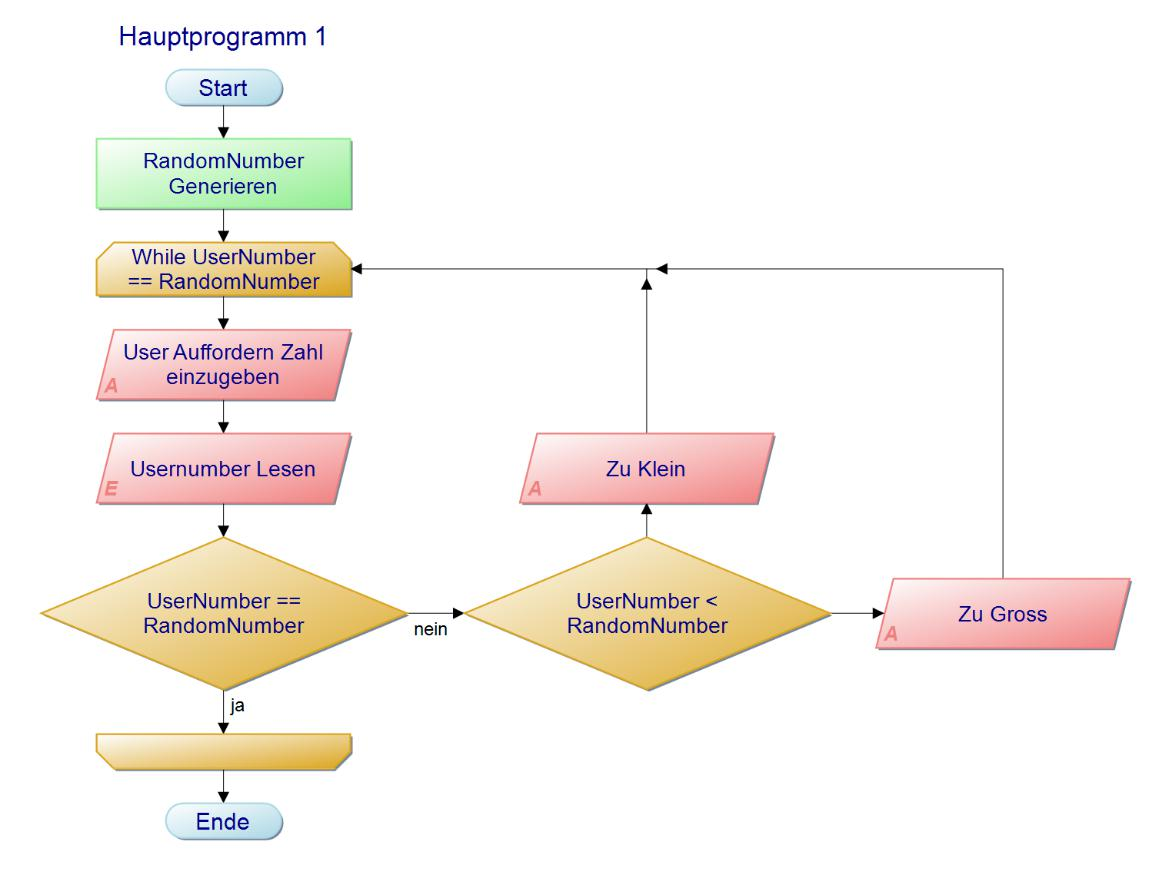 Hauptprogramm 1
Start
RandomNumber
Generieren
While UserNumber
== RandomNumber
User Auffordern Zahl
einzugeben
A
Usernumber Lesen
E
Zu Klein
A
UserNumber ==
RandomNumber
nein
UserNumber <
RandomNumber
Zu Gross
A
ja
Ende